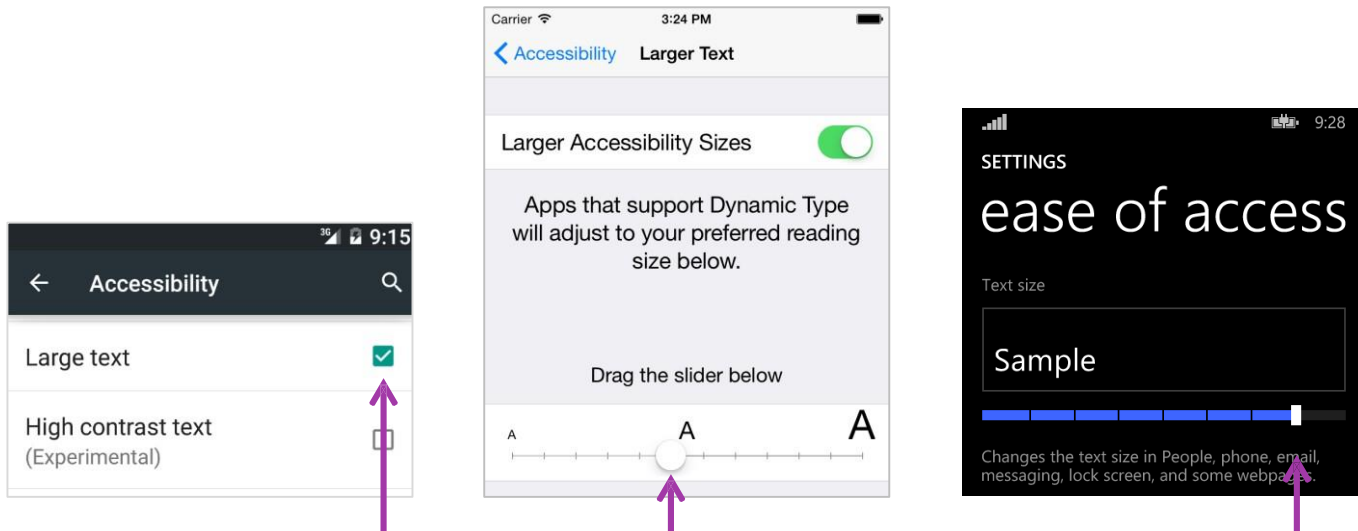 3G 9:15
Accessibility
Large text
High contrast text
(Experimental)
Carrier 3:24 PM
Accessibility Larger Text
Larger Accessibility Sizes
Apps that support Dynamic Type
will adjust to your preferred reading
size below.
Drag the slider below
A A A
9:28
SETTINGS
ease of access
Text size
Sample
Changes the text size in People, phone, email,
messaging, lock screen, and some webpages.